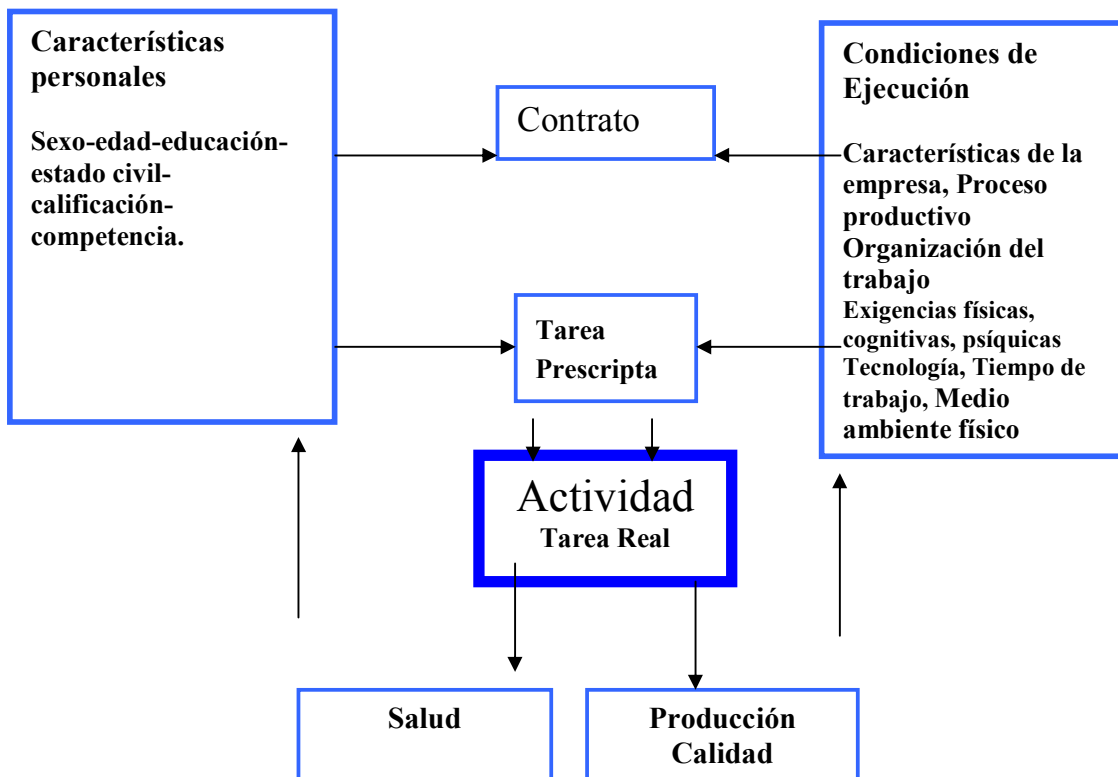 Características
personales
Sexo-edad-educación-
estado civil-
calificación-
competencia.
Contrato
Condiciones de
Ejecución
Características de la
empresa, Proceso
productivo
Organización del
trabajo
Exigencias físicas,
cognitivas, psíquicas
Tecnología, Tiempo de
trabajo, Medio
ambiente físico
Tarea
Prescripta
Actividad
Tarea Real
Salud
Producción
Calidad